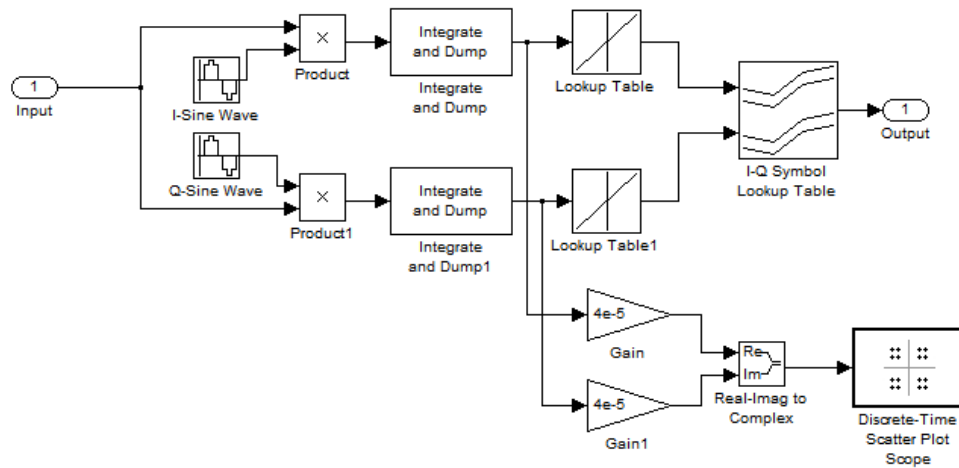 1
Input
I-Sine Wave
Q-Sine Wave
×
Product
×
Product1
Integrate
and Dump
Integrate
and Dump
Integrate
and Dump
Integrate
and Dump1
Lookup Table
Lookup Table1
I-Q Symbol
Lookup Table
1
Output
4e-5
Gain
4e-5
Gain1
Re
Im
Real-Imag to
Complex
Discrete-Time
Scatter Plot
Scope